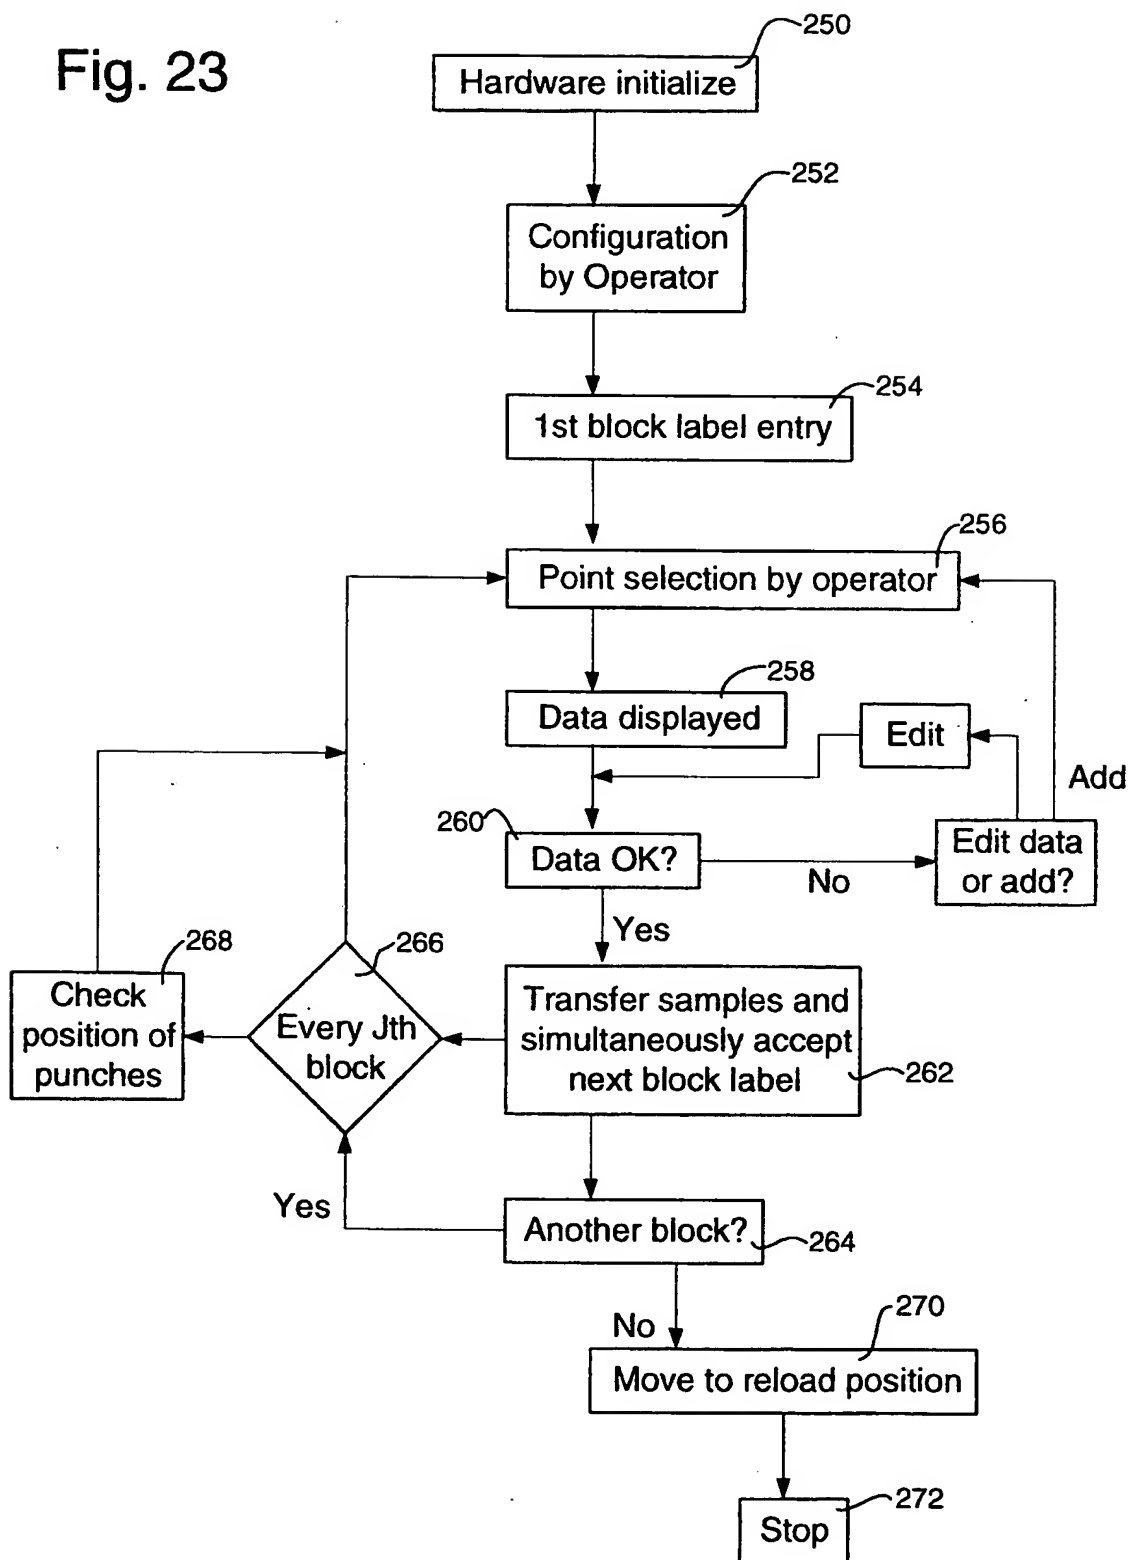 Fig. 23
250
Hardware initialize
252
Configuration
by Operator
254
1st block label entry
256
Point selection by operator
258
Data displayed
Edit
Add
260
Data OK?
No
Edit data
or add?
Yes
268
266
Check
position of
punches
Every Jth
block
Transfer samples and
simultaneously accept
next block label
262
Yes
Another block?
264
No
270
Move to reload position
272
Stop